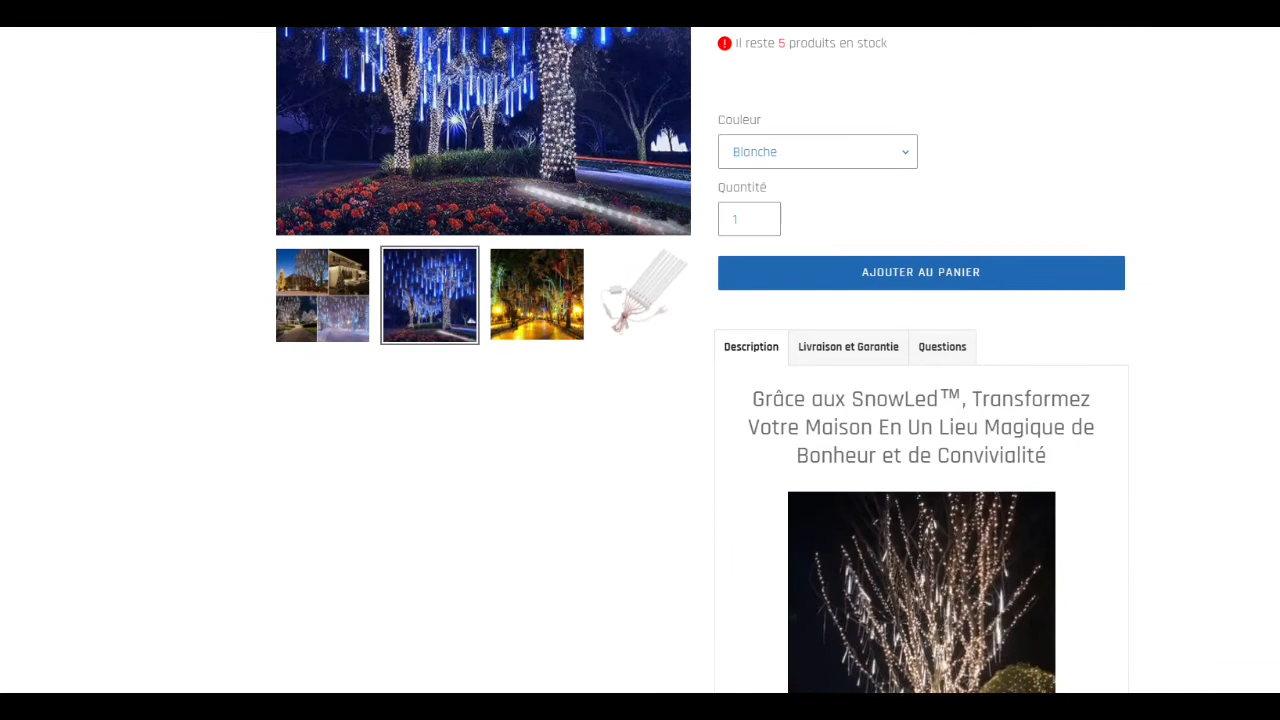 Il reste 5 produits en stock
Couleur
Blanche
Quantité
1
AJOUTER AU PANIER
Description
Livraison et Garantie
Questions
Grâce aux SnowLed™, Transformez
Votre Maison En Un Lieu Magique de
Bonheur et de Convivialité